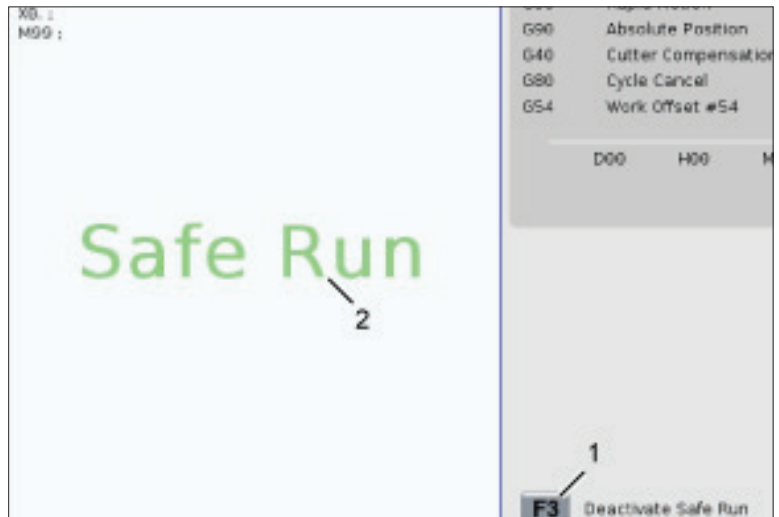 X0. ;
M99 ;
Safe Run
2
G90 Absolute Position
G40 Cutter Compensation
G80 Cycle Cancel
G54 Work Offset #54
D00 H00 M
1
F3 Deactivate Safe Run